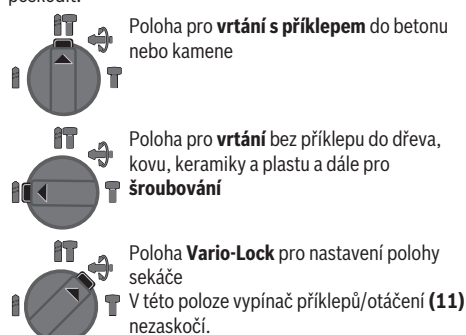 Poloha pro vrtání s příklepem do betonu
nebo kamene
Poloha pro vrtání bez příklepu do dřeva,
kovu, keramiky a plastu a dále pro
šroubování
Poloha Vario-Lock pro nastavení polohy
sekáče
V této poloze vypínač příklepů/otáčení (11)
nezaskočí.